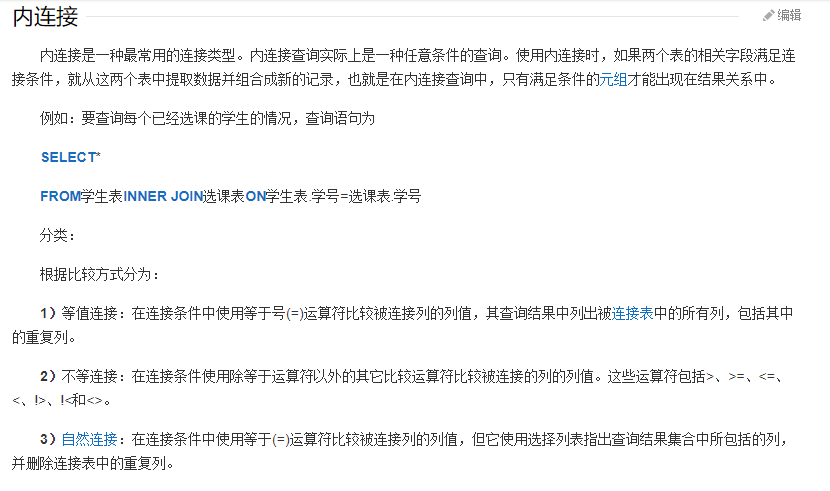 内连接
编辑
内连接是一种最常用的连接类型。内连接查询实际上是一种任意条件的查询。使用内连接时，如果两个表的相关字段满足连
接条件，就从这两个表中提取数据并组合成新的记录，也就是在内连接查询中，只有满足条件的元组才能出现在结果关系中。
例如：要查询每个已经选课的学生的情况，查询语句为
SELECT*
FROM学生表INNER JOIN选课表ON学生表.学号=选课表.学号
分类：
根据比较方式分为：
1）等值连接：在连接条件中使用等于号(=)运算符比较被连接列的列值，其查询结果中列出被连接表中的所有列，包括其中
的重复列。
2）不等连接：在连接条件使用除等于运算符以外的其它比较运算符比较被连接的列的列值。这些运算符包括>、>=、<=、
<、!>、!<和<>。
3）自然连接：在连接条件中使用等于(=)运算符比较被连接列的列值，但它使用选择列表指出查询结果集合中所包括的列，
并删除连接表中的重复列。